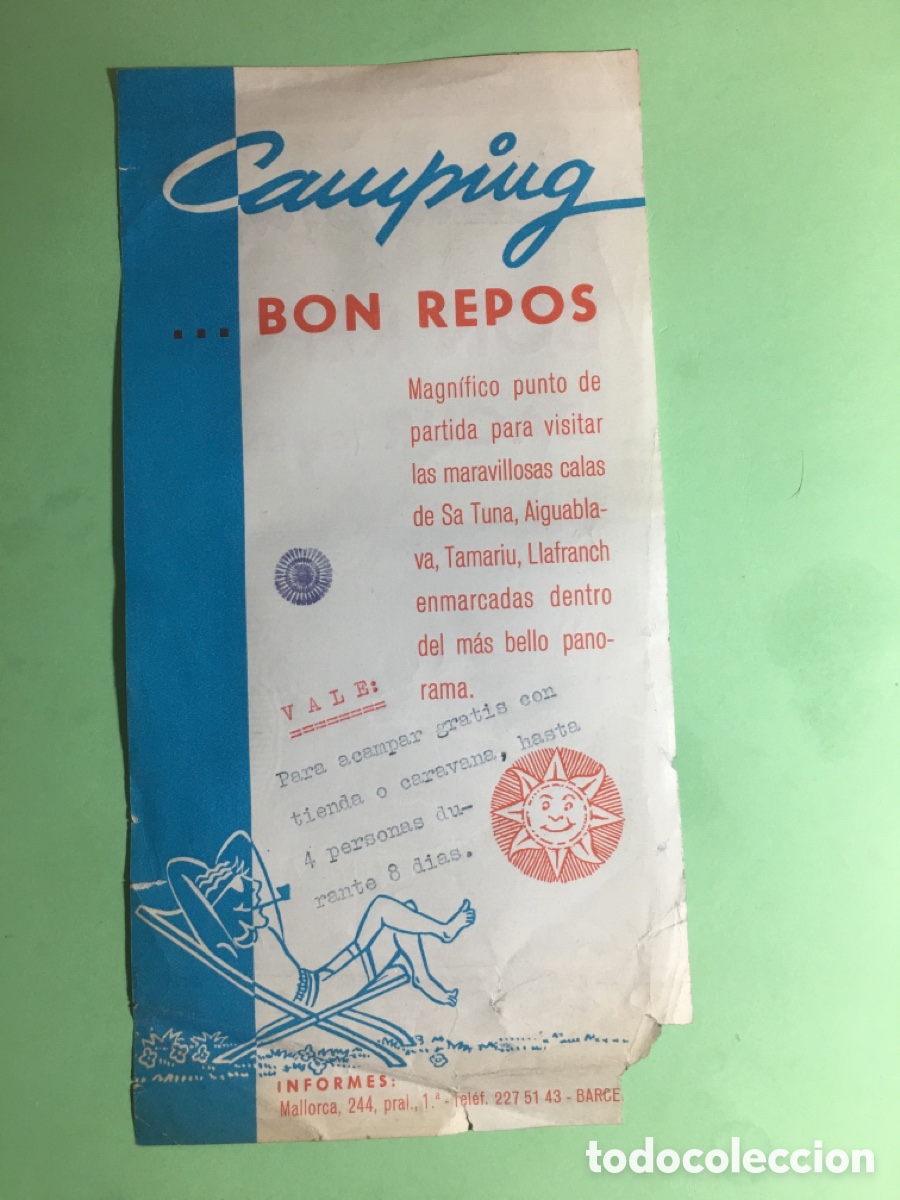 Camping
... BON REPOS
Magnífico punto de
partida para visitar
las maravillosas calas
de Sa Tuna, Aiguabla-
va, Tamariu, Llafranch
enmarcadas dentro
del más bello pano-
rama.
VALE:
Para acampar gratis con
tienda o caravana, hasta
4 personas du-
rante 8 dias.
INFORMES:
Mallorca, 244, pral., 1.ª - Teléf. 227 51 43 - BARCE
todocoleccion